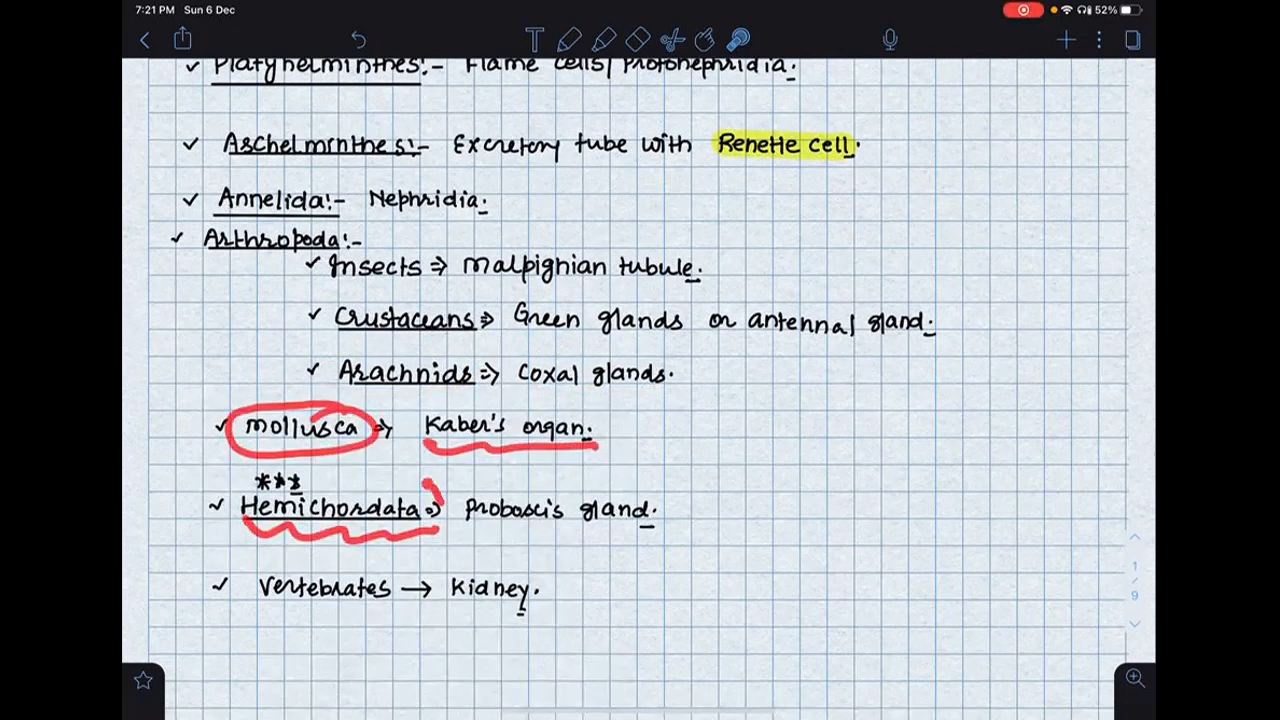 7:21 PM Sun 6 Dec
52%
T
✓ Platyhelminthes:- Flame cells/ Protonephridia.
✓ Aschelminthes:- Excretory tube with Renette cell.
✓ Annelida:- Nephridia.
✓ Arthropoda:-
✓ Insects ⇒ malpighian tubule.
✓ Crustaceans ⇒ Green glands or antennal gland.
✓ Arachnids ⇒ coxal glands.
✓ mollusca ⇒ Kaber's organ.
***
✓ Hemichordata ⇒ proboscis gland.
✓ Vertebrates → Kidney.
1
/
9